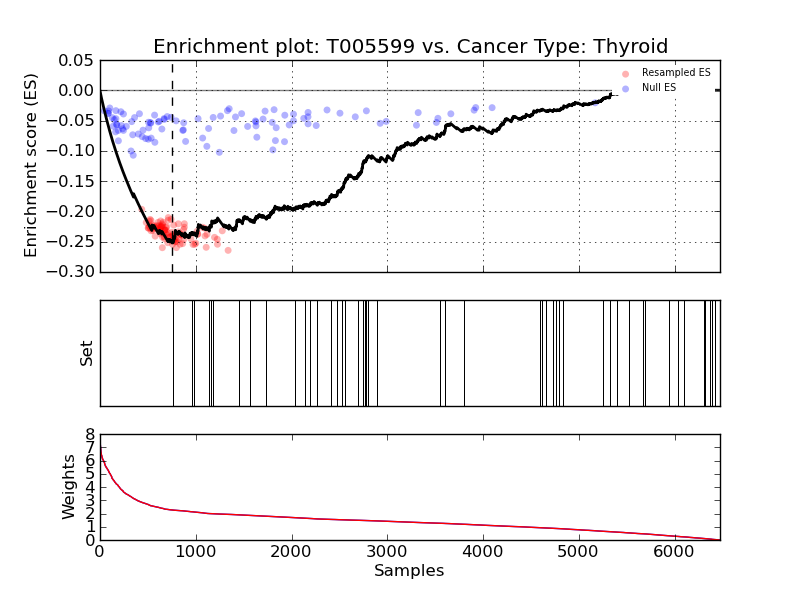 Enrichment plot: T005599 vs. Cancer Type: Thyroid
0.05
0.00
−0.05
−0.10
−0.15
−0.20
−0.25
−0.30
Enrichment score (ES)
Resampled ES
Null ES
Set
8
7
6
5
4
3
2
1
0
Weights
0 1000 2000 3000 4000 5000 6000
Samples